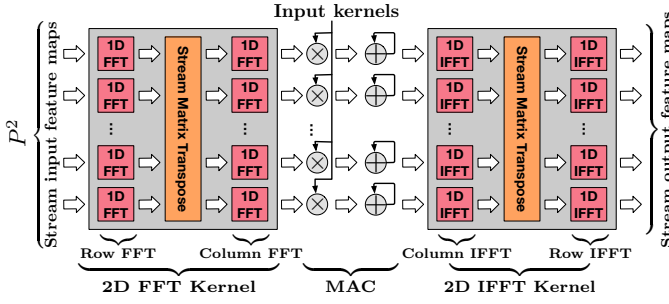 Input kernels
P²
Stream input feature maps
1D FFT
1D FFT
...
1D FFT
1D FFT
Stream Matrix Transpose
1D FFT
1D FFT
...
1D FFT
1D FFT
...
1D IFFT
1D IFFT
...
1D IFFT
1D IFFT
Stream Matrix Transpose
1D IFFT
1D IFFT
...
1D IFFT
1D IFFT
Stream output feature maps
Row FFT
Column FFT
Column IFFT
Row IFFT
2D FFT Kernel
MAC
2D IFFT Kernel